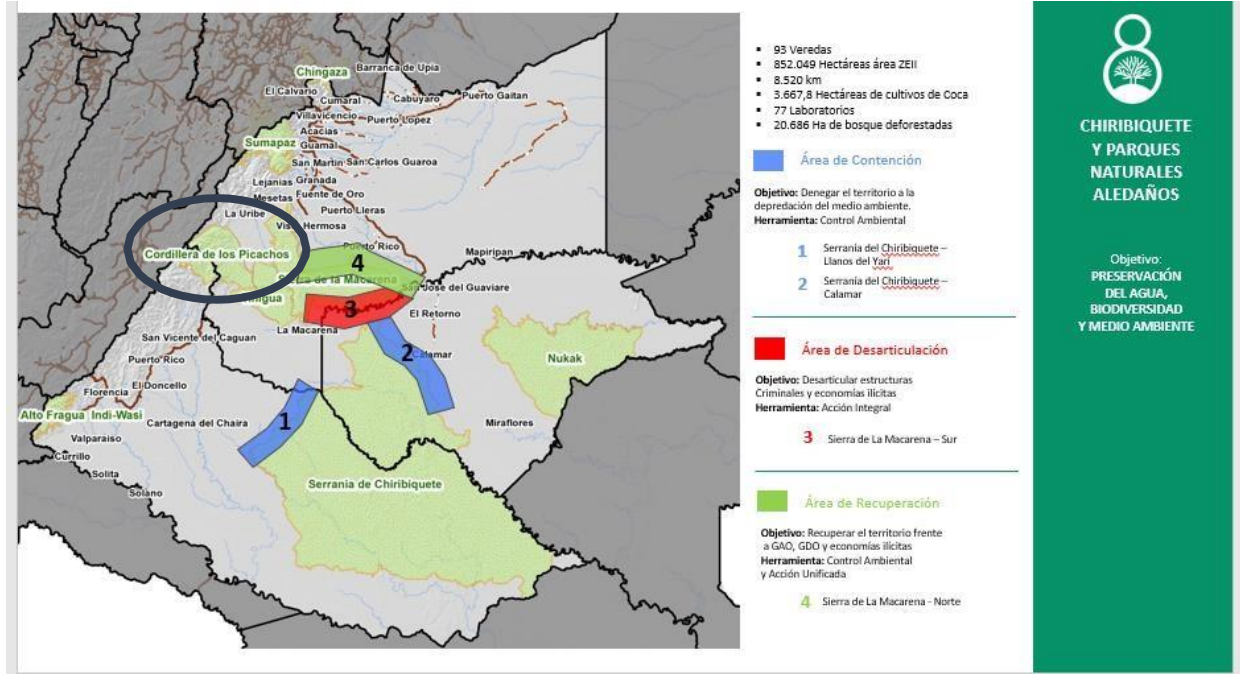 Chingaza
Barranca de Upia
El Calvario
Cumaral
Cabuyaro
Puerto Gaitan
Villavicencio
Puerto Lopez
Acacias
Sumapaz
Guamal
San Martin
San Carlos Guaroa
Lejanias
Granada
Mesetas
Fuente de Oro
La Uribe
Puerto Lleras
Vista Hermosa
Cordillera de los Picachos
Puerto Rico
4
Mapiripan
Sierra de la Macarena
San Jose del Guaviare
3
El Retorno
La Macarena
San Vicente del Caguan
2
Calamar
Nukak
Puerto Rico
El Doncello
Florencia
Alto Fragua Indi-Wasi
Cartagena del Chaira
1
Miraflores
Valparaiso
Currillo
Solita
Solano
Serrania de Chiribiquete
▪ 93 Veredas
▪ 852.049 Hectáreas área ZEII
▪ 8.520 km
▪ 3.667,8 Hectáreas de cultivos de Coca
▪ 77 Laboratorios
▪ 20.686 Ha de bosque deforestadas
Área de Contención
Objetivo: Denegar el territorio a la
depredación del medio ambiente.
Herramienta: Control Ambiental
1 Serranía del Chiribiquete –
Llanos del Yarí
2 Serranía del Chiribiquete –
Calamar
Área de Desarticulación
Objetivo: Desarticular estructuras
Criminales y economías ilícitas
Herramienta: Acción Integral
3 Sierra de La Macarena – Sur
Área de Recuperación
Objetivo: Recuperar el territorio frente
a GAO, GDO y economías ilícitas
Herramienta: Control Ambiental
y Acción Unificada
4 Sierra de La Macarena - Norte
CHIRIBIQUETE
Y PARQUES
NATURALES
ALEDAÑOS
Objetivo:
PRESERVACIÓN
DEL AGUA,
BIODIVERSIDAD
Y MEDIO AMBIENTE